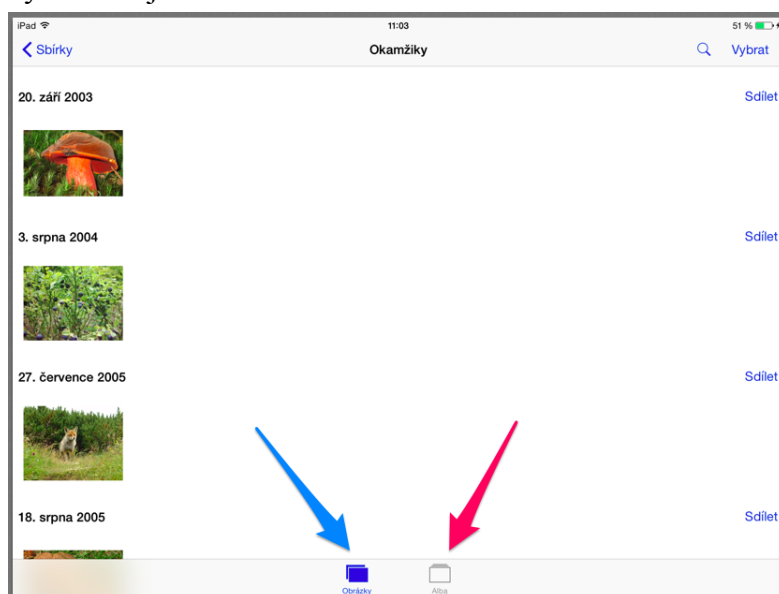 iPad 11:03 51 %
Sbírky Okamžiky Vybrat
20. září 2003 Sdílet
3. srpna 2004 Sdílet
27. července 2005 Sdílet
18. srpna 2005 Sdílet
Obrázky Alba